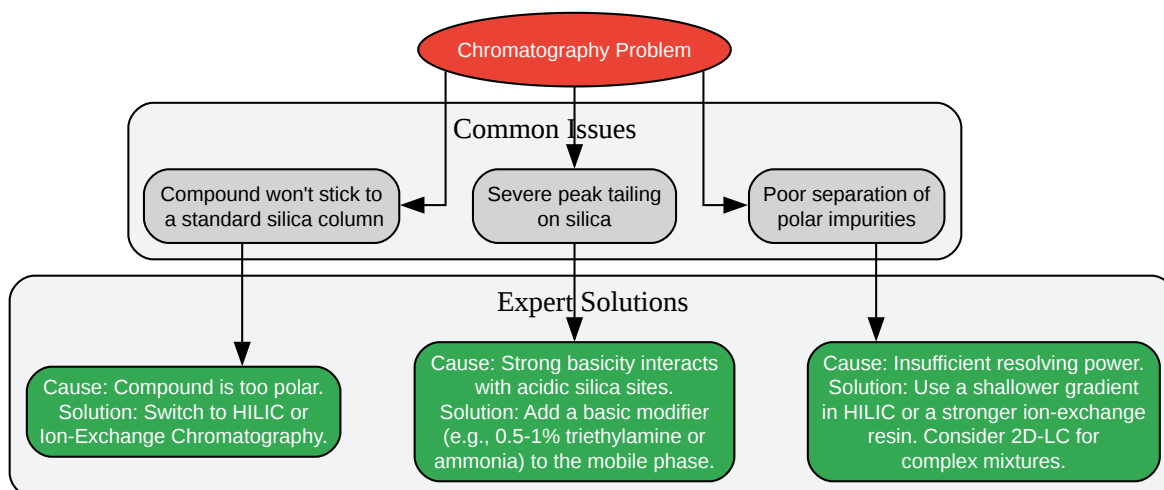 Chromatography Problem
Common Issues
Compound won't stick to
a standard silica column
Severe peak tailing
on silica
Poor separation of
polar impurities
Expert Solutions
Cause: Compound is too polar.
Solution: Switch to HILIC or
Ion-Exchange Chromatography.
Cause: Strong basicity interacts
with acidic silica sites.
Solution: Add a basic modifier
(e.g., 0.5-1% triethylamine or
ammonia) to the mobile phase.
Cause: Insufficient resolving power.
Solution: Use a shallower gradient
in HILIC or a stronger ion-exchange
resin. Consider 2D-LC for
complex mixtures.